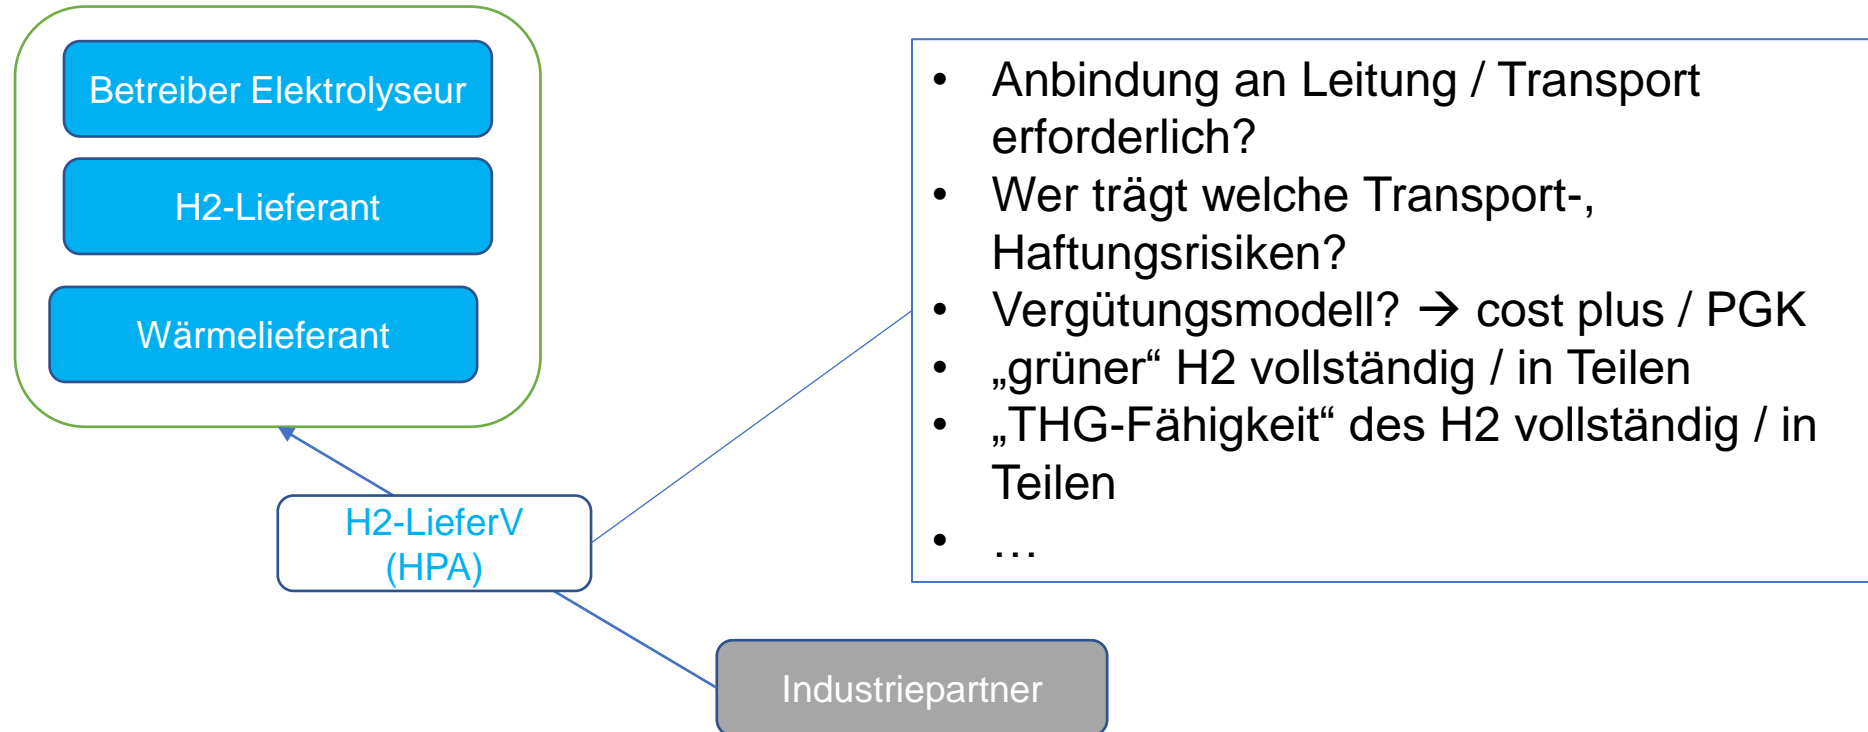 Betreiber Elektrolyseur
H2-Lieferant
Wärmelieferant
H2-LieferV
(HPA)
Industriepartner
• Anbindung an Leitung / Transport
erforderlich?
• Wer trägt welche Transport-,
Haftungsrisiken?
• Vergütungsmodell? → cost plus / PGK
• „grüner“ H2 vollständig / in Teilen
• „THG-Fähigkeit“ des H2 vollständig / in
Teilen
• …